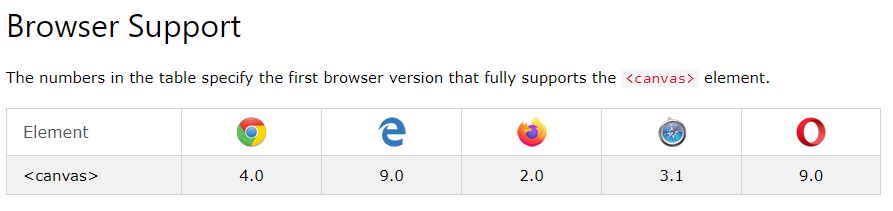 Browser Support
The numbers in the table specify the first browser version that fully supports the <canvas> element.
Element
<canvas> 4.0 9.0 2.0 3.1 9.0